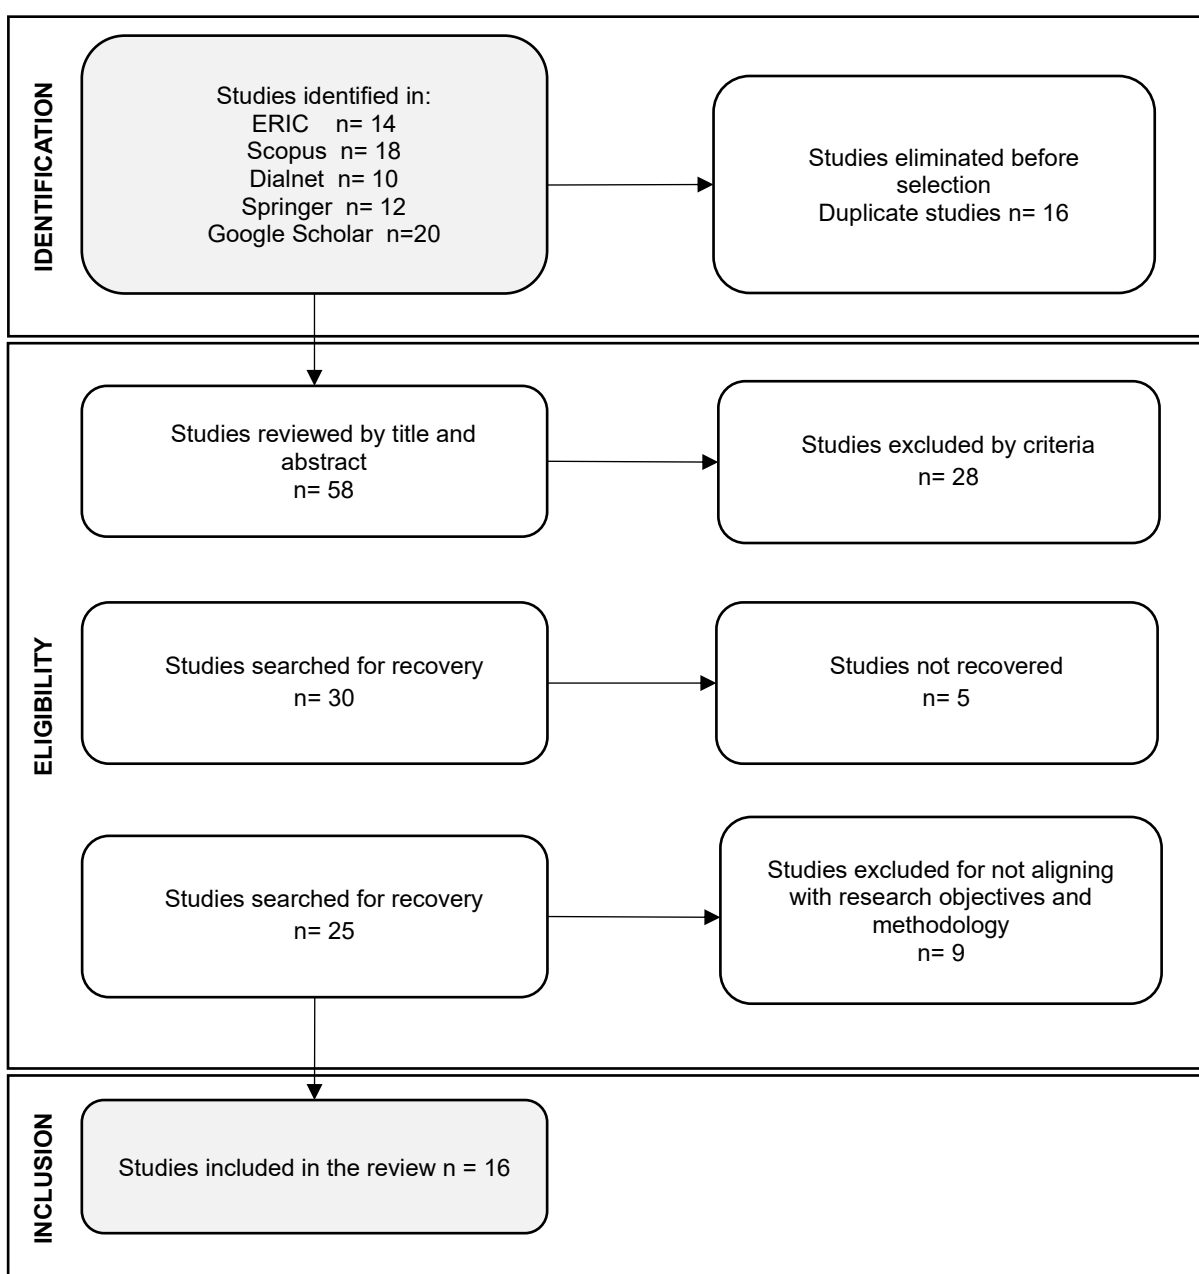 IDENTIFICATION
Studies identified in:
ERIC n= 14
Scopus n= 18
Dialnet n= 10
Springer n= 12
Google Scholar n=20
Studies eliminated before
selection
Duplicate studies n= 16
ELIGIBILITY
Studies reviewed by title and
abstract
n= 58
Studies excluded by criteria
n= 28
Studies searched for recovery
n= 30
Studies not recovered
n= 5
Studies searched for recovery
n= 25
Studies excluded for not aligning
with research objectives and
methodology
n= 9
INCLUSION
Studies included in the review n = 16